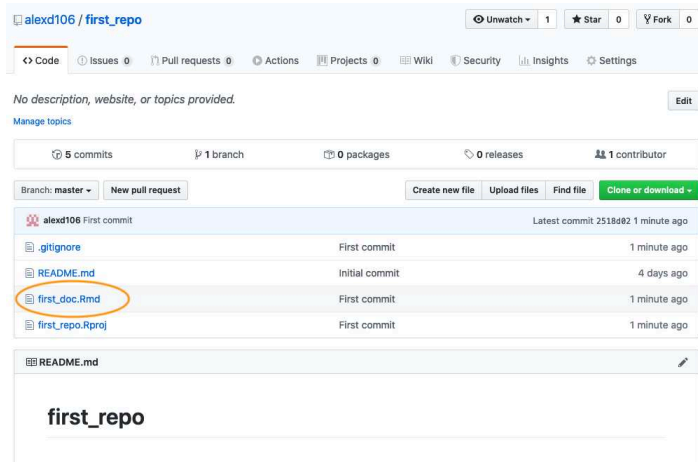 alexd106 / first_repo
Unwatch 1 Star 0 Fork 0
Code Issues 0 Pull requests 0 Actions Projects 0 Wiki Security Insights Settings
No description, website, or topics provided. Edit
Manage topics
5 commits 1 branch 0 packages 0 releases 1 contributor
Branch: master New pull request Create new file Upload files Find file Clone or download
alexd106 First commit Latest commit 2518d02 1 minute ago
.gitignore First commit 1 minute ago
README.md Initial commit 4 days ago
first_doc.Rmd First commit 1 minute ago
first_repo.Rproj First commit 1 minute ago
README.md
first_repo